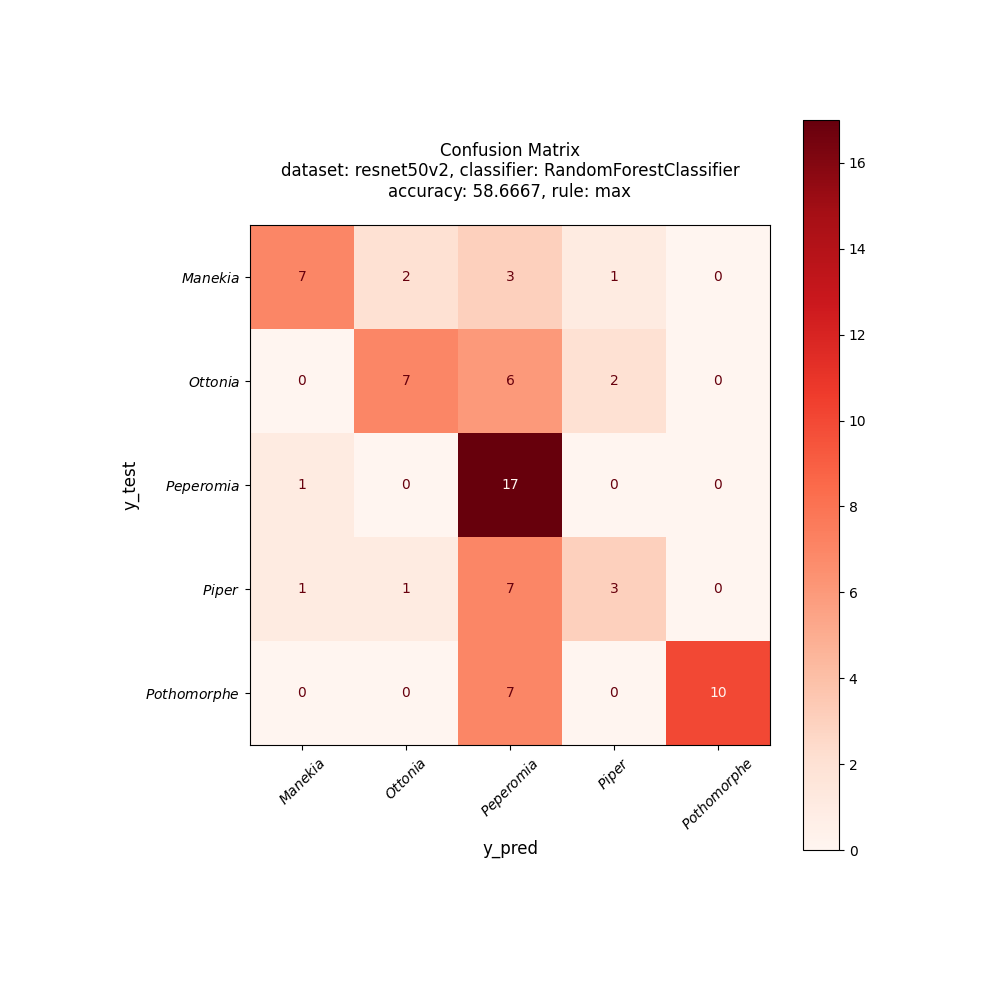 Confusion Matrix
dataset: resnet50v2, classifier: RandomForestClassifier
accuracy: 58.6667, rule: max
Manekia 7 2 3 1 0
Ottonia 0 7 6 2 0
Peperomia 1 0 17 0 0
Piper 1 1 7 3 0
Pothomorphe 0 0 7 0 10
Manekia Ottonia Peperomia Piper Pothomorphe
y_test
y_pred
16
14
12
10
8
6
4
2
0